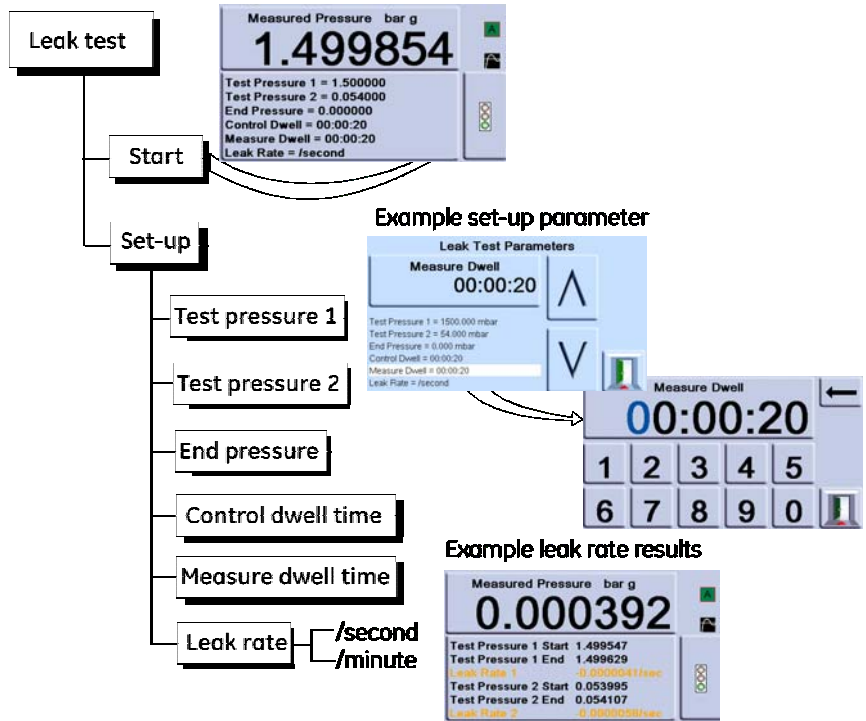 Leak test
Measured Pressure bar g
1.499854
A
Test Pressure 1 = 1.500000
Test Pressure 2 = 0.054000
End Pressure = 0.000000
Control Dwell = 00:00:20
Measure Dwell = 00:00:20
Leak Rate = /second
Start
Set-up
Example set-up parameter
Leak Test Parameters
Measure Dwell
00:00:20
Test Pressure 1 = 1500.000 mbar
Test Pressure 2 = 54.000 mbar
End Pressure = 0.000 mbar
Control Dwell = 00:00:20
Measure Dwell = 00:00:20
Leak Rate = /second
Test pressure 1
Test pressure 2
End pressure
Control dwell time
Measure dwell time
Leak rate
/second
/minute
Measure Dwell
00:00:20
1 2 3 4 5
6 7 8 9 0
Example leak rate results
Measured Pressure bar g
0.000392
A
Test Pressure 1 Start 1.499547
Test Pressure 1 End 1.499629
Leak Rate 1 -0.0000041/sec
Test Pressure 2 Start 0.053995
Test Pressure 2 End 0.054107
Leak Rate 2 -0.0000056/sec